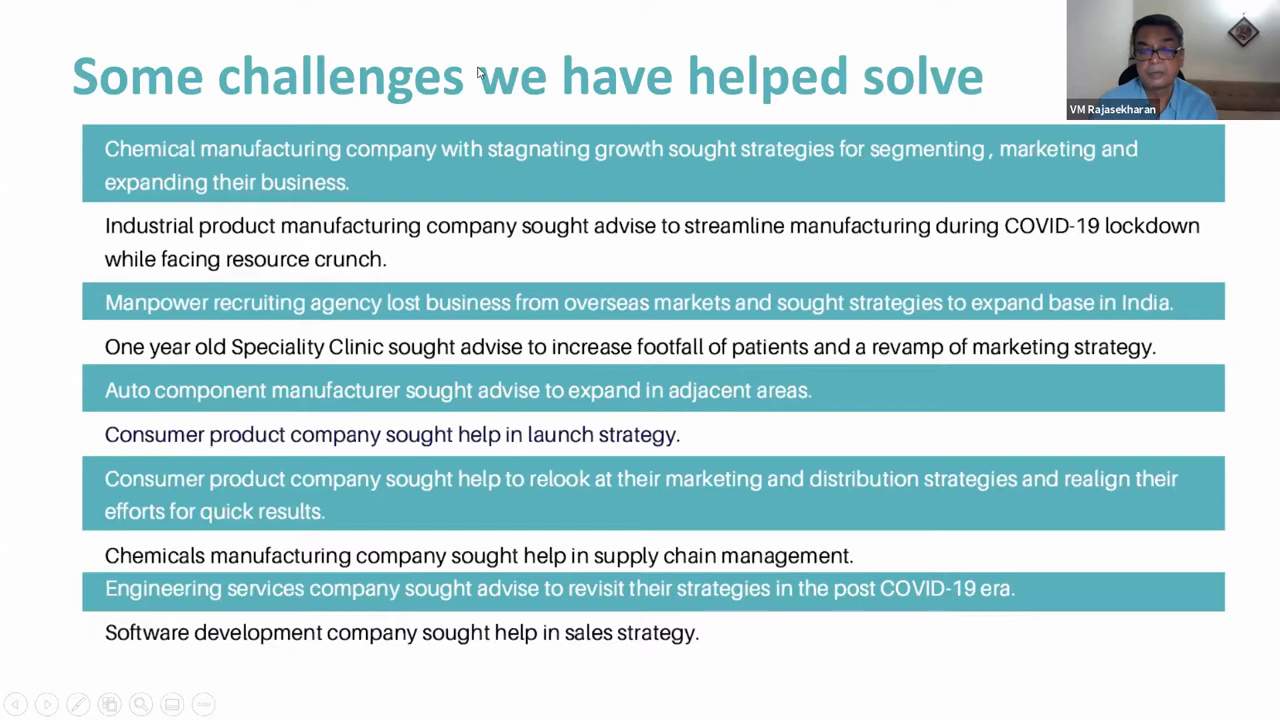 Some challenges we have helped solve
VM Rajasekharan
Chemical manufacturing company with stagnating growth sought strategies for segmenting , marketing and
expanding their business.
Industrial product manufacturing company sought advise to streamline manufacturing during COVID-19 lockdown
while facing resource crunch.
Manpower recruiting agency lost business from overseas markets and sought strategies to expand base in India.
One year old Speciality Clinic sought advise to increase footfall of patients and a revamp of marketing strategy.
Auto component manufacturer sought advise to expand in adjacent areas.
Consumer product company sought help in launch strategy.
Consumer product company sought help to relook at their marketing and distribution strategies and realign their
efforts for quick results.
Chemicals manufacturing company sought help in supply chain management.
Engineering services company sought advise to revisit their strategies in the post COVID-19 era.
Software development company sought help in sales strategy.